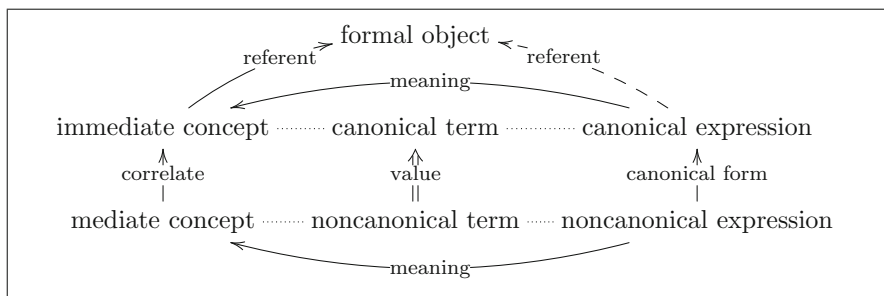 formal object
referent referent
meaning
immediate concept canonical term canonical expression
correlate value canonical form
mediate concept noncanonical term noncanonical expression
meaning